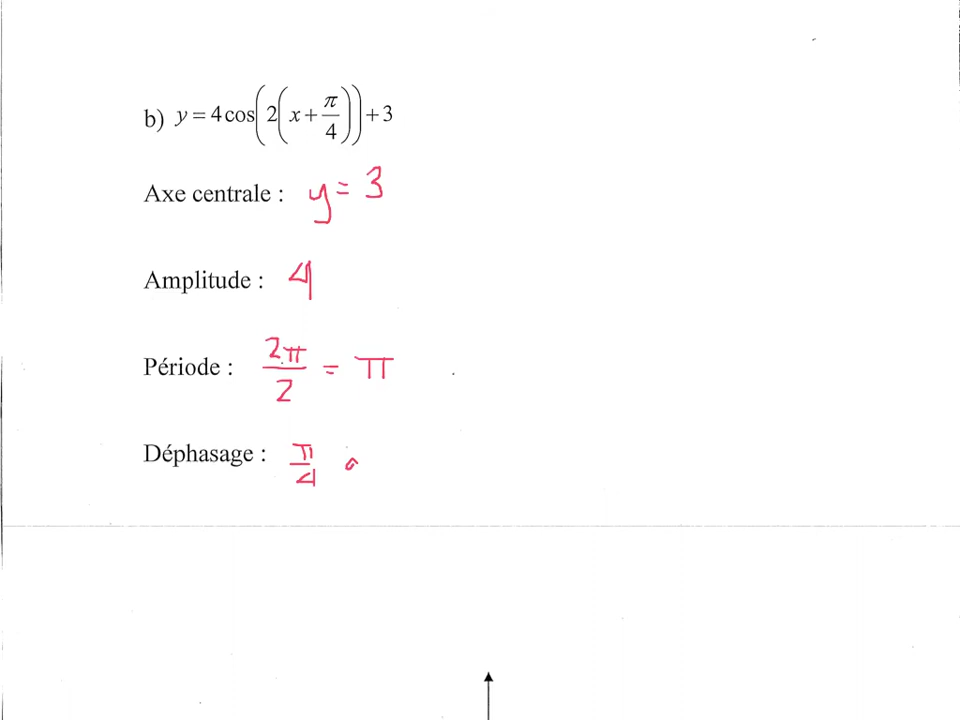 b) y = 4cos(2(x + π/4)) + 3
Axe centrale : y = 3
Amplitude : 4
Période : 2π/2 = π
Déphasage : π/4